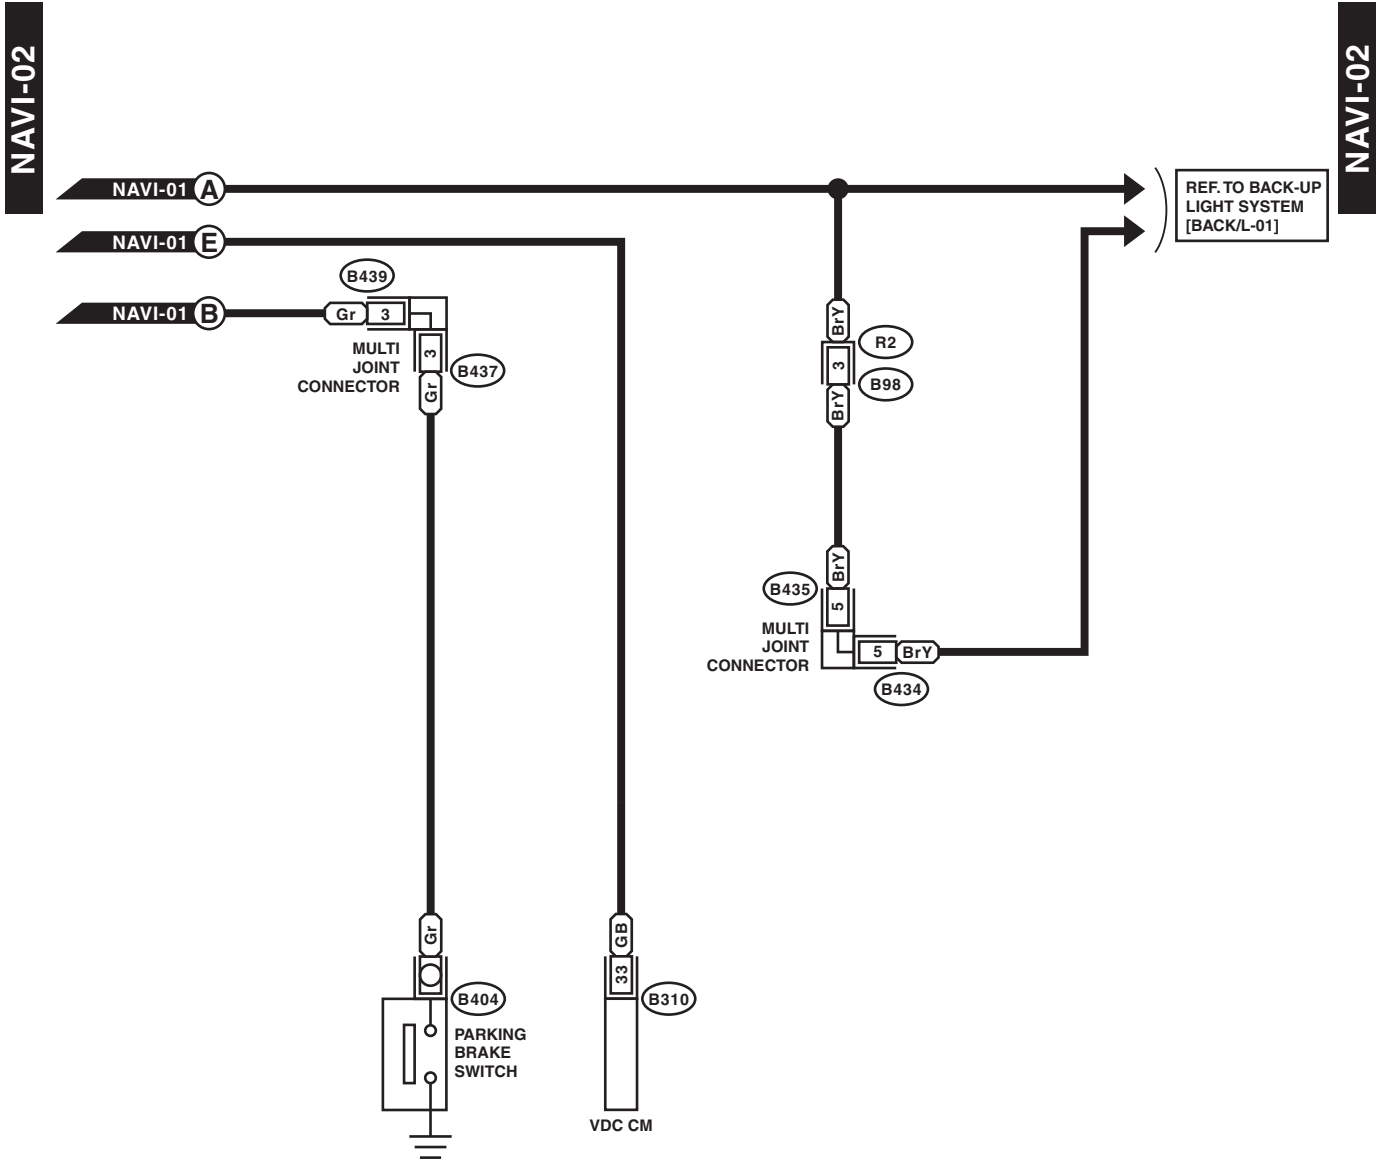 NAVI-02
NAVI-02
NAVI-01 A
REF. TO BACK-UP
LIGHT SYSTEM
[BACK/L-01]
NAVI-01 E
B439
NAVI-01 B
Gr
3
MULTI
JOINT
CONNECTOR
3
B437
Gr
BrY
R2
3
B98
BrY
BrY
B435
5
MULTI
JOINT
CONNECTOR
5
BrY
B434
Gr
GB
33
B404
B310
PARKING
BRAKE
SWITCH
VDC CM